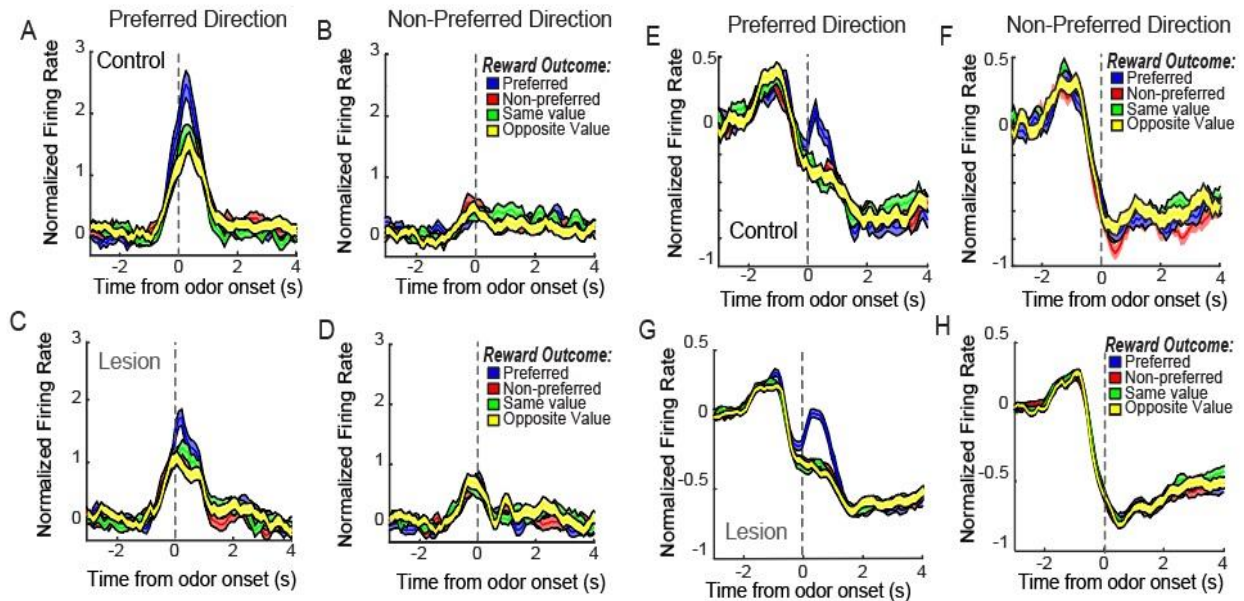 Preferred Direction
Non-Preferred Direction
A
Normalized Firing Rate
Control
3
2
1
0
-2
0
2
4
Time from odor onset (s)
B
Normalized Firing Rate
3
2
1
0
Reward Outcome:
Preferred
Non-preferred
Same value
Opposite Value
-2
0
2
4
Time from odor onset (s)
C
Normalized Firing Rate
Lesion
3
2
1
0
-2
0
2
4
Time from odor onset (s)
D
Normalized Firing Rate
3
2
1
0
Reward Outcome:
Preferred
Non-preferred
Same value
Opposite Value
-2
0
2
4
Time from odor onset (s)
Preferred Direction
Non-Preferred Direction
E
Normalized Firing Rate
0.5
0
-1
Control
-2
0
2
4
Time from odor onset (s)
F
Normalized Firing Rate
0.5
0
-1
Reward Outcome:
Preferred
Non-preferred
Same value
Opposite Value
-2
0
2
4
Time from odor onset (s)
G
Normalized Firing Rate
0.5
0
-0.5
-1
Lesion
-2
0
2
4
Time from odor onset (s)
H
Normalized Firing Rate
0.5
0
-0.5
-1
Reward Outcome:
Preferred
Non-preferred
Same value
Opposite Value
-2
0
2
4
Time from odor onset (s)